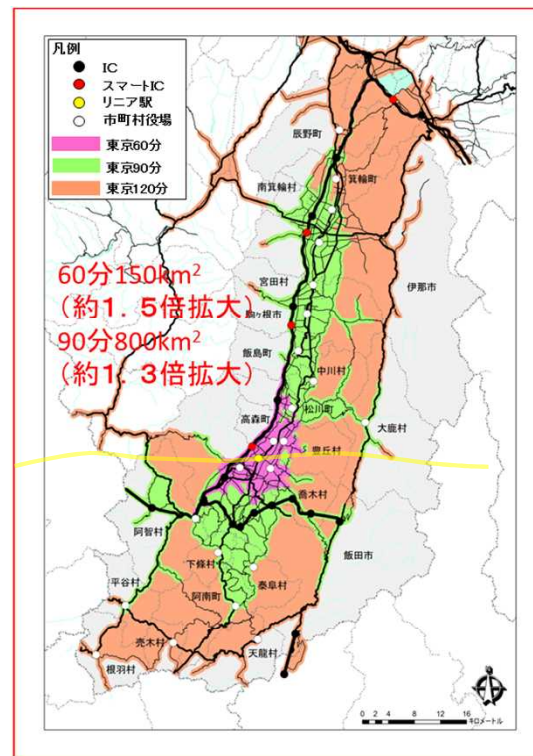 凡例
IC
スマートIC
リニア駅
市町村役場
東京60分
東京90分
東京120分
辰野町
箕輪町
南箕輪村
60分150km²
（約1．5倍拡大）
90分800km²
（約1．3倍拡大）
宮田村
伊那市
駒ヶ根市
飯島町
中川村
高森町
松川町
大鹿村
豊丘村
喬木村
阿智村
飯田市
下條村
平谷村
泰阜村
阿南町
売木村
天龍村
根羽村
0 2 4 8 12 16
キロメートル